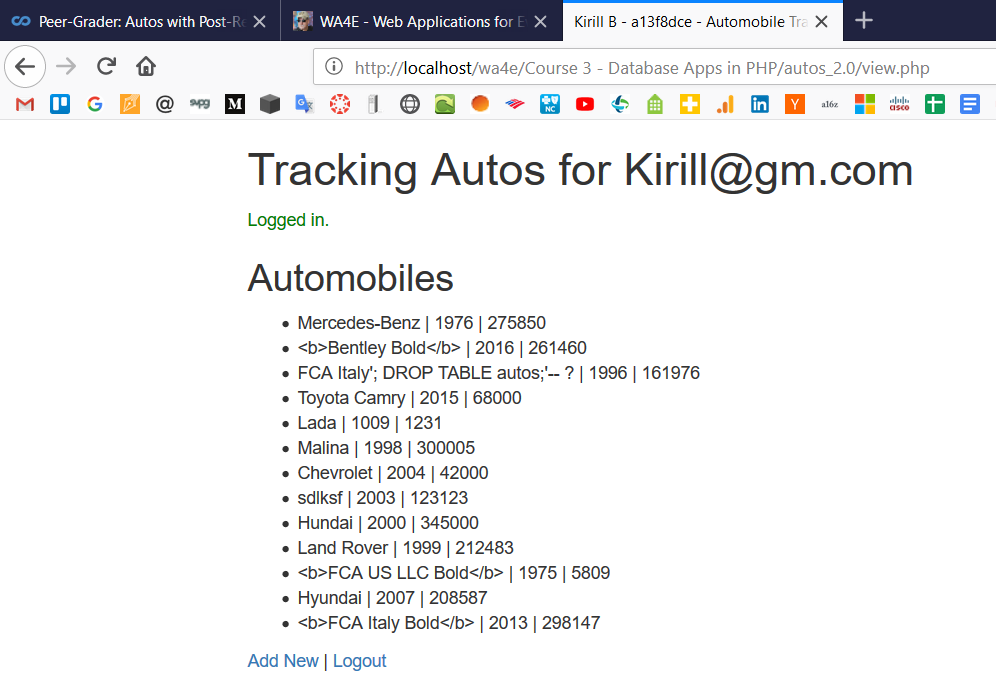 Peer-Grader: Autos with Post-Re
WA4E - Web Applications for E
Kirill B - a13f8dce - Automobile Tra
http://localhost/wa4e/Course 3 - Database Apps in PHP/autos_2.0/view.php
svpg
a16z
cisco
NC
Tracking Autos for Kirill@gm.com
Logged in.
Automobiles
Mercedes-Benz | 1976 | 275850
<b>Bentley Bold</b> | 2016 | 261460
FCA Italy'; DROP TABLE autos;'-- ? | 1996 | 161976
Toyota Camry | 2015 | 68000
Lada | 1009 | 1231
Malina | 1998 | 300005
Chevrolet | 2004 | 42000
sdlksf | 2003 | 123123
Hundai | 2000 | 345000
Land Rover | 1999 | 212483
<b>FCA US LLC Bold</b> | 1975 | 5809
Hyundai | 2007 | 208587
<b>FCA Italy Bold</b> | 2013 | 298147
Add New | Logout